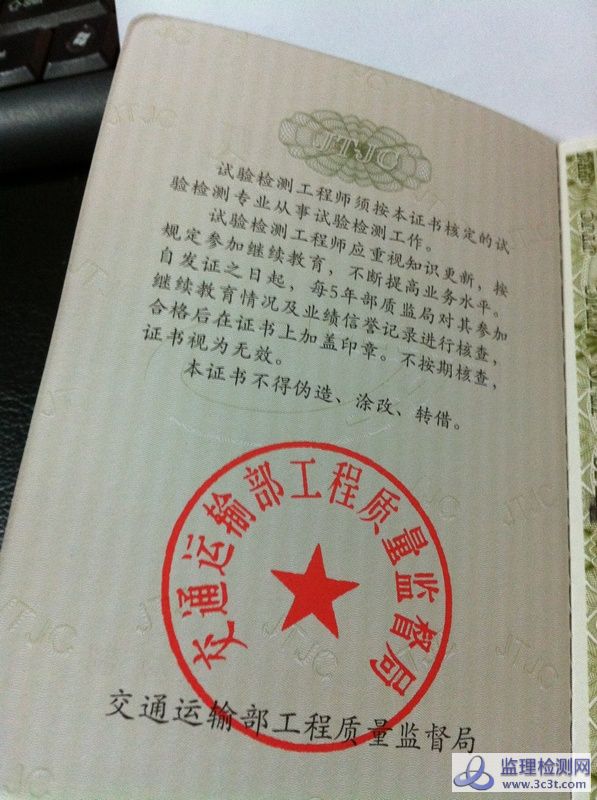 JTJC
试验检测工程师须按本证书核定的试
验检测专业从事试验检测工作。
试验检测工程师应重视知识更新，按
规定参加继续教育，不断提高业务水平。
自发证之日起，每5年部质监局对其参加
继续教育情况及业绩信誉记录进行核查，
合格后在证书上加盖印章。不按期核查，
证书视为无效。
本证书不得伪造、涂改、转借。
交通运输部工程质量监督局
交通运输部工程质量监督局
JTJC
JTJC
JTJC
JTJC
监理检测网
www.3c3t.com